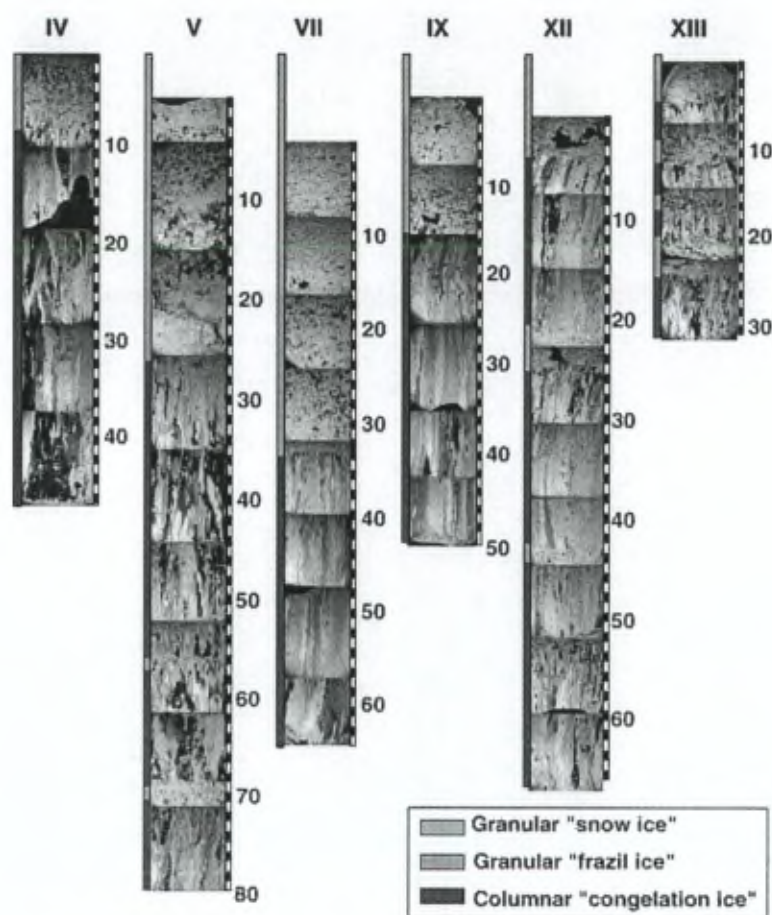 IV V VII IX XII XIII
10 20 30 40
10 20 30 40 50 60 70 80
10 20 30 40 50 60
10 20 30 40 50
10 20 30 40 50 60
10 20 30
Granular "snow ice"
Granular "frazil ice"
Columnar "congelation ice"